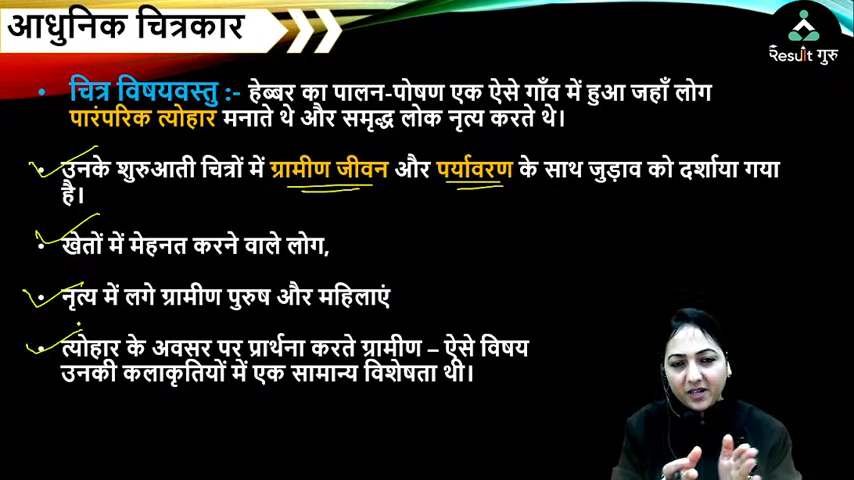 आधुनिक चित्रकार
Result गुरु
• चित्र विषयवस्तु :- हेब्बर का पालन-पोषण एक ऐसे गाँव में हुआ जहाँ लोग
पारंपरिक त्योहार मनाते थे और समृद्ध लोक नृत्य करते थे।
• उनके शुरुआती चित्रों में ग्रामीण जीवन और पर्यावरण के साथ जुड़ाव को दर्शाया गया
है।
• खेतों में मेहनत करने वाले लोग,
• नृत्य में लगे ग्रामीण पुरुष और महिलाएं
• त्योहार के अवसर पर प्रार्थना करते ग्रामीण – ऐसे विषय
उनकी कलाकृतियों में एक सामान्य विशेषता थी।